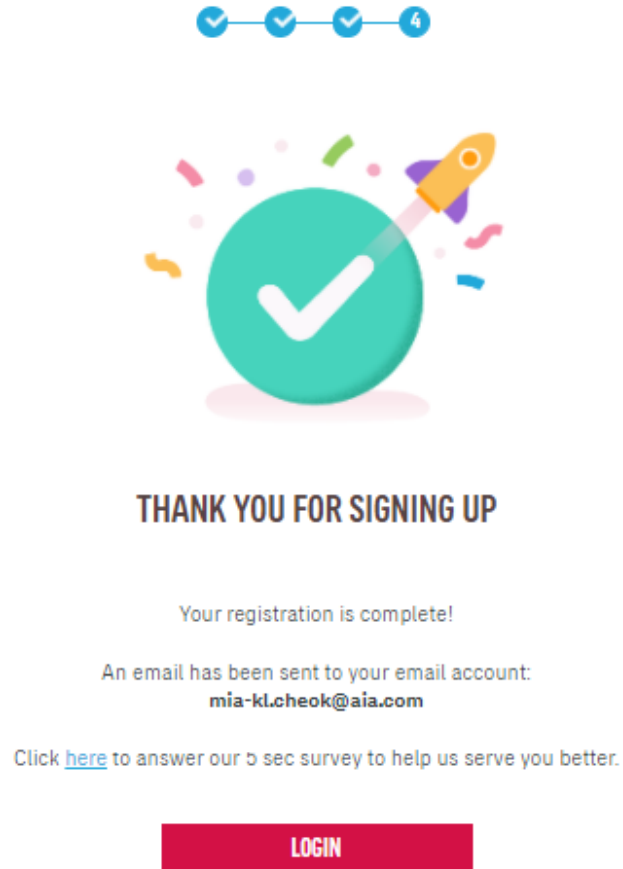 4
THANK YOU FOR SIGNING UP
Your registration is complete!
An email has been sent to your email account:
mia-kl.cheok@aia.com
Click here to answer our 5 sec survey to help us serve you better.
LOGIN